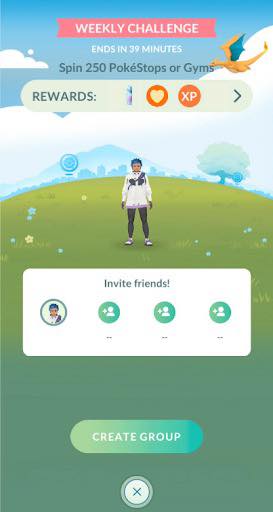 WEEKLY CHALLENGE
ENDS IN 39 MINUTES
Spin 250 PokéStops or Gyms
REWARDS: XP
Invite friends!
-- -- --
CREATE GROUP